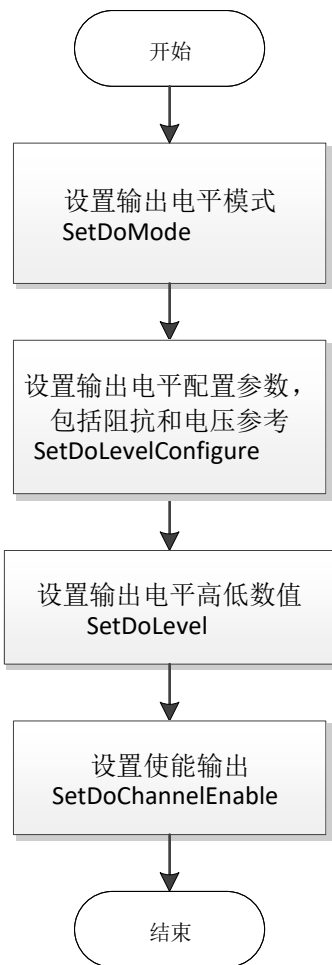 开始
设置输出电平模式
SetDoMode
设置输出电平配置参数，
包括阻抗和电压参考
SetDoLevelConfigure
设置输出电平高低数值
SetDoLevel
设置使能输出
SetDoChannelEnable
结束